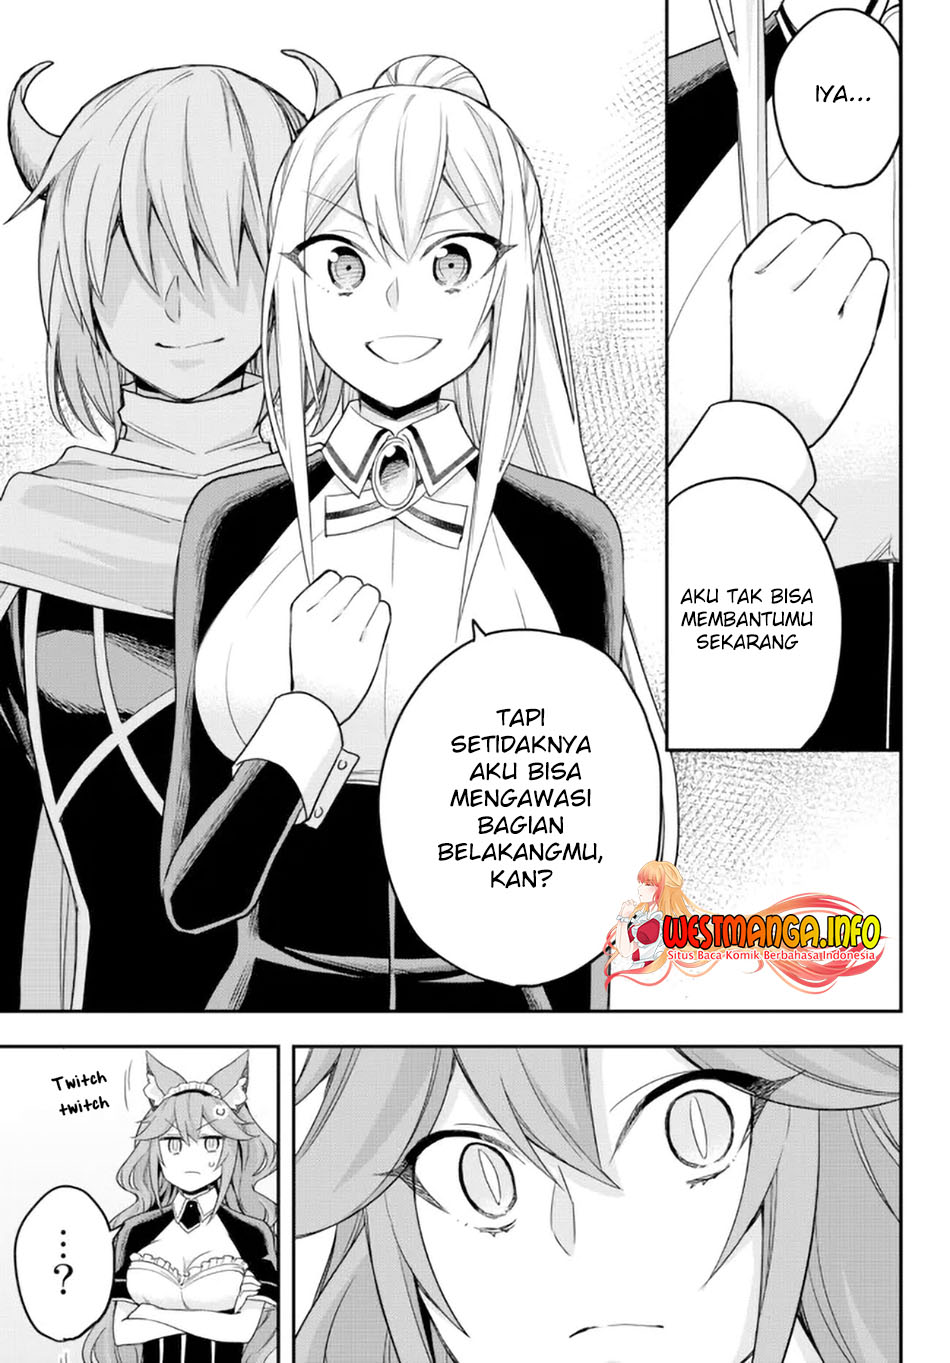 IYA...
AKU TAK BISA
MEMBANTUMU
SEKARANG
TAPI
SETIDAKNYA
AKU BISA
MENGAWASI
BAGIAN
BELAKANGMU,
KAN?
WESTMANGA.INFO
Situs Baca Komik Berbahasa Indonesia
Twitch
twitch
...?